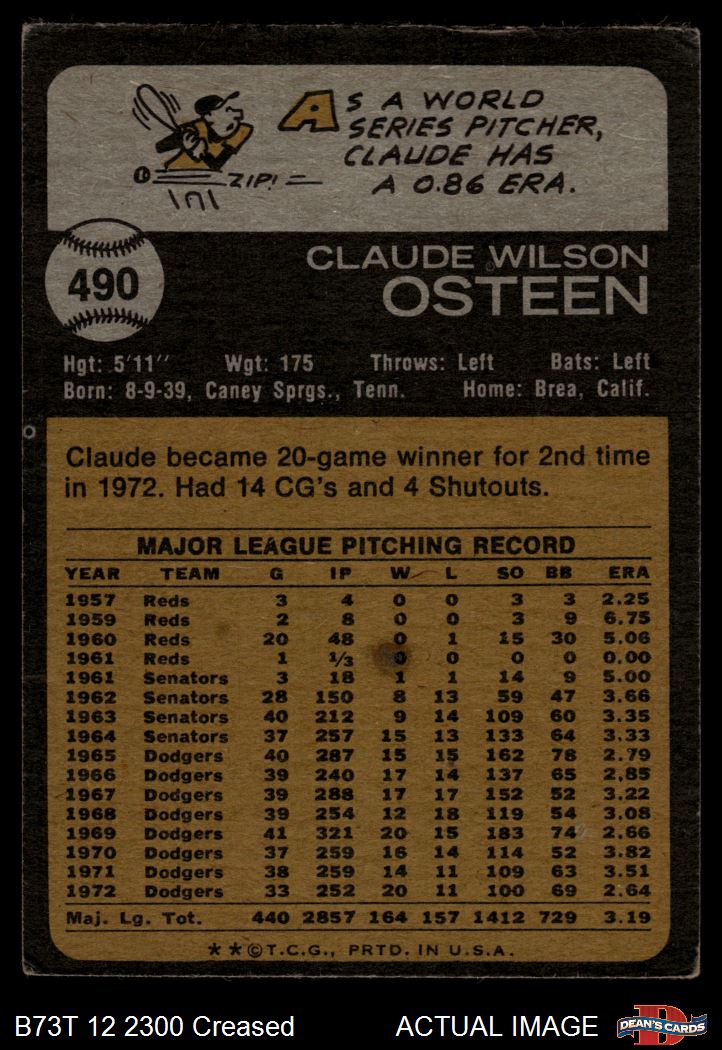 AS A WORLD
SERIES PITCHER,
CLAUDE HAS
A 0.86 ERA.
ZIP!
490
CLAUDE WILSON
OSTEEN
Hgt: 5'11" Wgt: 175 Throws: Left Bats: Left
Born: 8-9-39, Caney Sprgs., Tenn. Home: Brea, Calif.
Claude became 20-game winner for 2nd time
in 1972. Had 14 CG's and 4 Shutouts.
MAJOR LEAGUE PITCHING RECORD
YEAR TEAM G IP W L SO BB ERA
1957 Reds 3 4 0 0 3 3 2.25
1959 Reds 2 8 0 0 3 9 6.75
1960 Reds 20 48 0 1 15 30 5.06
1961 Reds 1 1/3 0 0 0 0 0.00
1961 Senators 3 18 1 1 14 9 5.00
1962 Senators 28 150 8 13 59 47 3.66
1963 Senators 40 212 9 14 109 60 3.35
1964 Senators 37 257 15 13 133 64 3.33
1965 Dodgers 40 287 15 15 162 78 2.79
1966 Dodgers 39 240 17 14 137 65 2.85
1967 Dodgers 39 288 17 17 152 52 3.22
1968 Dodgers 39 254 12 18 119 54 3.08
1969 Dodgers 41 321 20 15 183 74 2.66
1970 Dodgers 37 259 16 14 114 52 3.82
1971 Dodgers 38 259 14 11 109 63 3.51
1972 Dodgers 33 252 20 11 100 69 2.64
Maj. Lg. Tot. 440 2857 164 157 1412 729 3.19
**©T.C.G., PRTD. IN U.S.A.
B73T 12 2300 Creased ACTUAL IMAGE DEAN'S CARDS